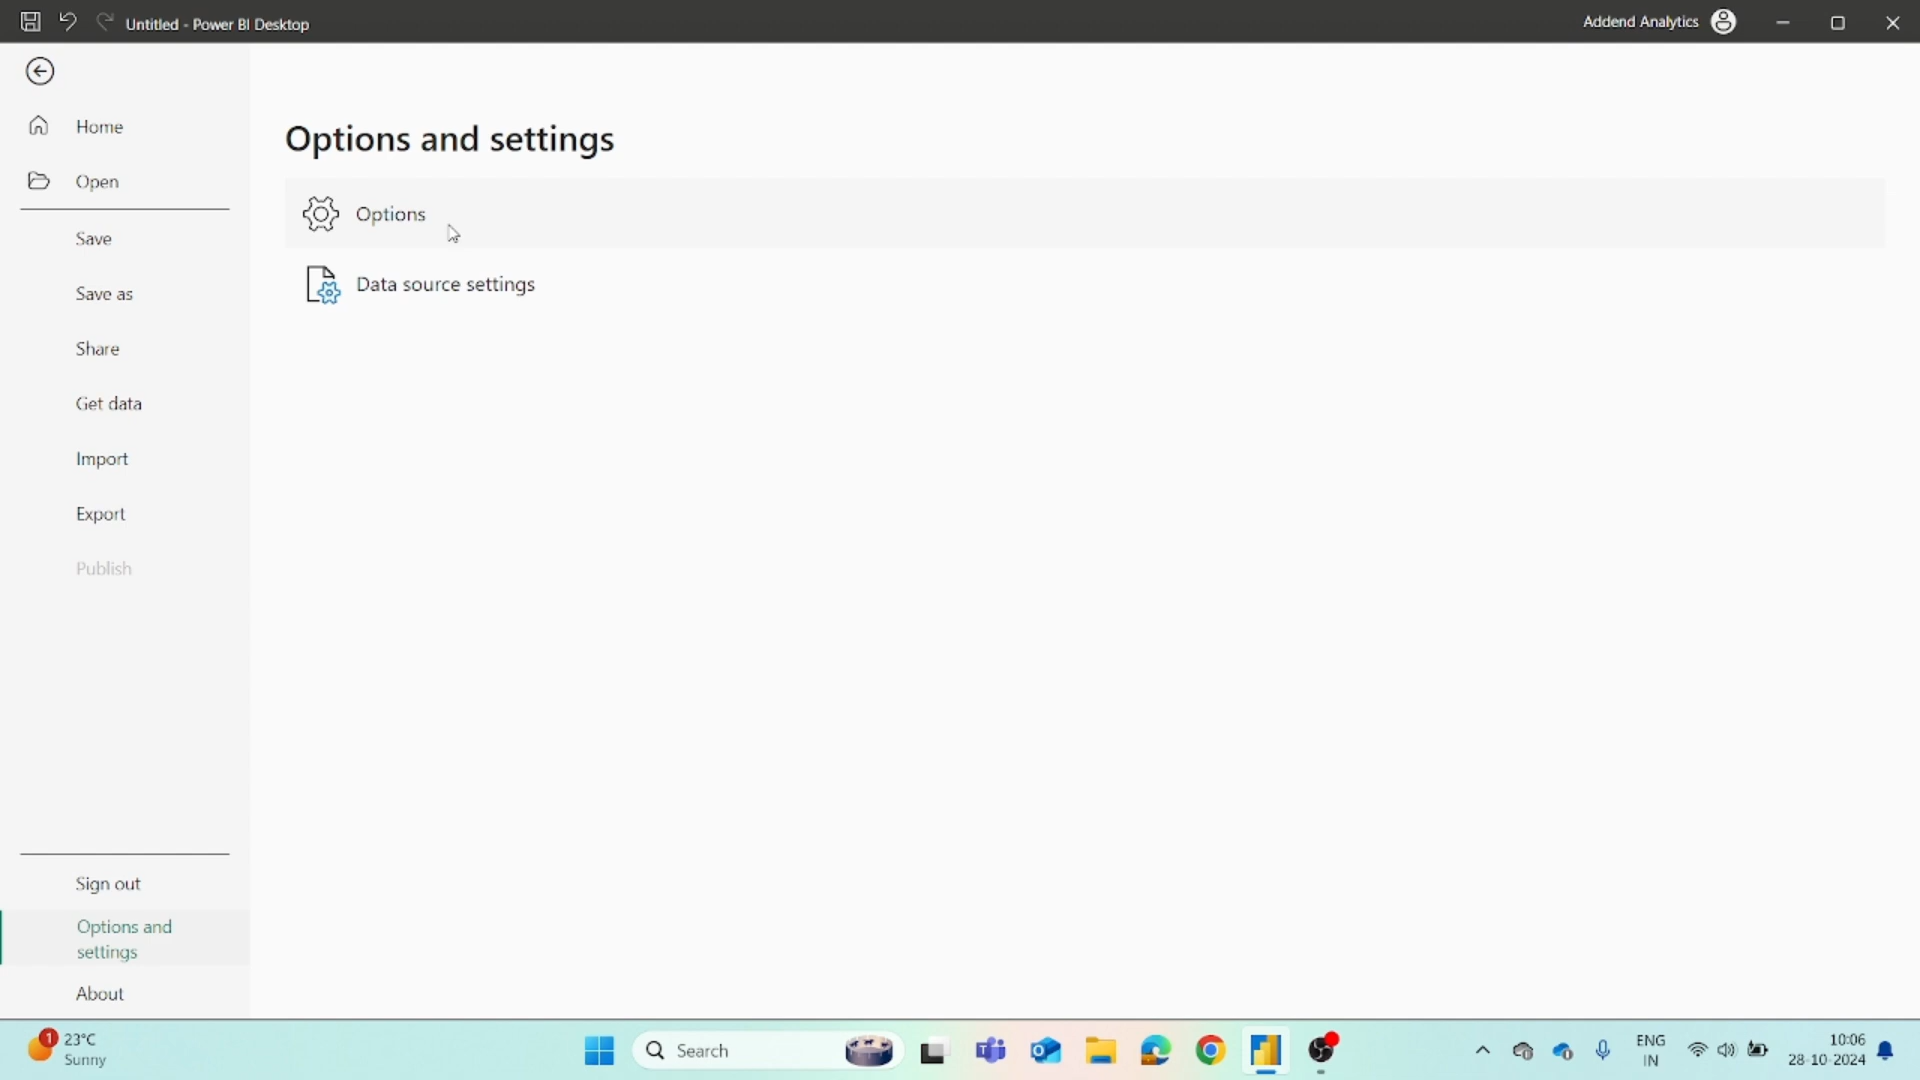 Untitled - Power BI Desktop
Addend Analytics
Home
Open
Save
Save as
Share
Get data
Import
Export
Publish
Sign out
Options and
settings
About
Options and settings
Options
Data source settings
1
23°C
Sunny
Search
ENG
IN
10:06
28-10-2024